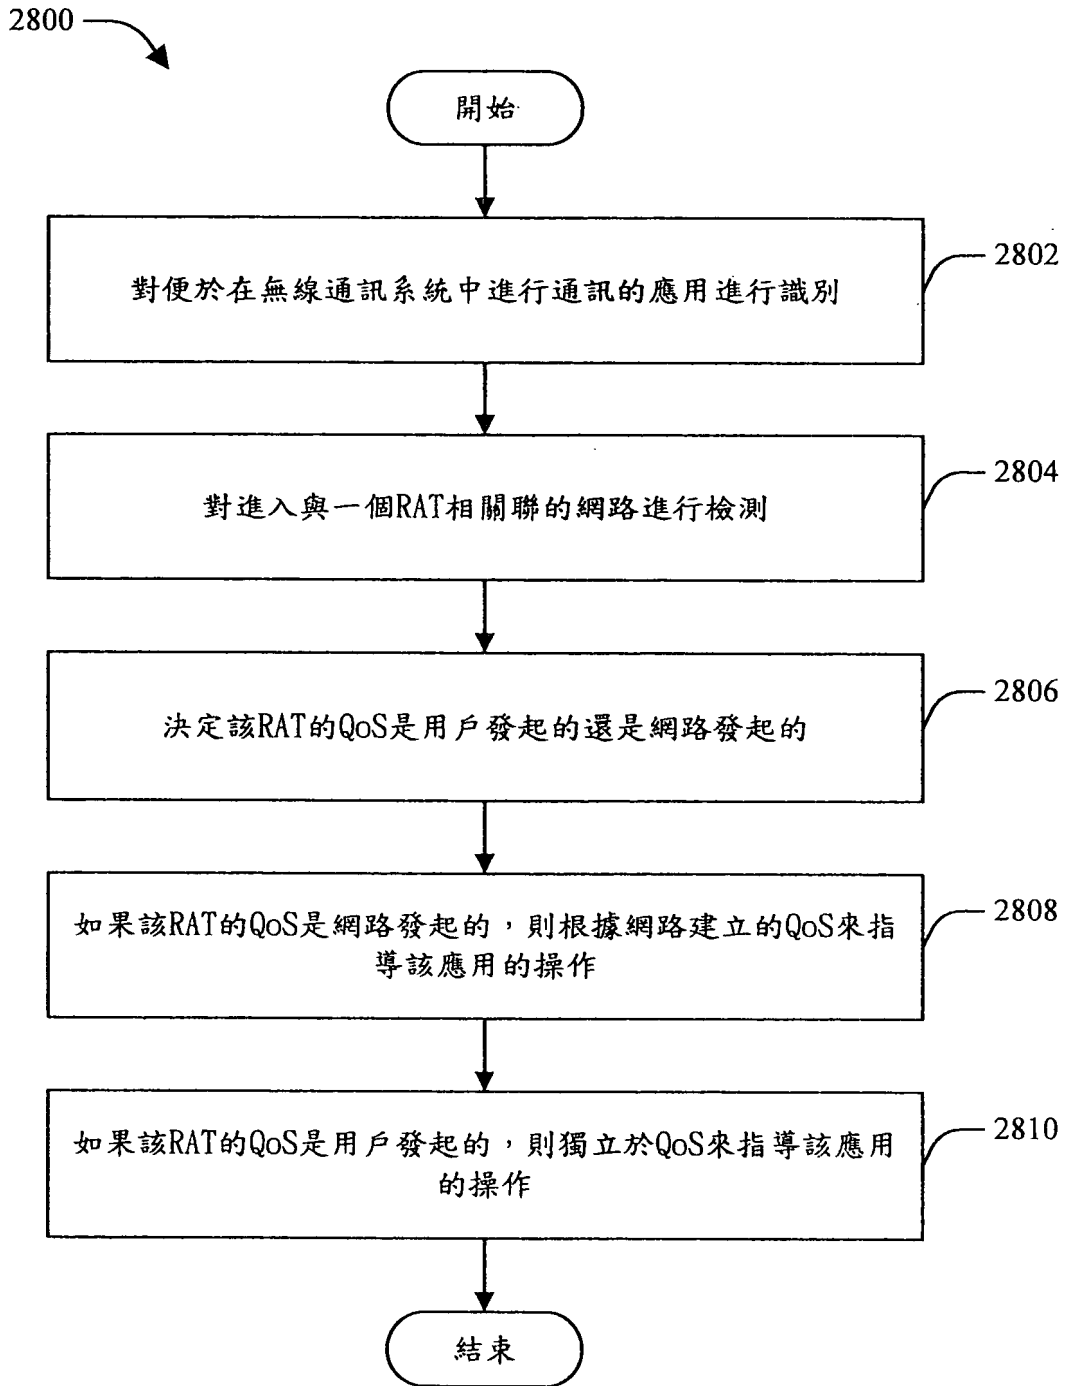 2800
開始
對便於在無線通訊系統中進行通訊的應用進行識別
2802
對進入與一個RAT相關聯的網路進行檢測
2804
決定該RAT的QoS是用戶發起的還是網路發起的
2806
如果該RAT的QoS是網路發起的，則根據網路建立的QoS來指
導該應用的操作
2808
如果該RAT的QoS是用戶發起的，則獨立於QoS來指導該應用
的操作
2810
結束